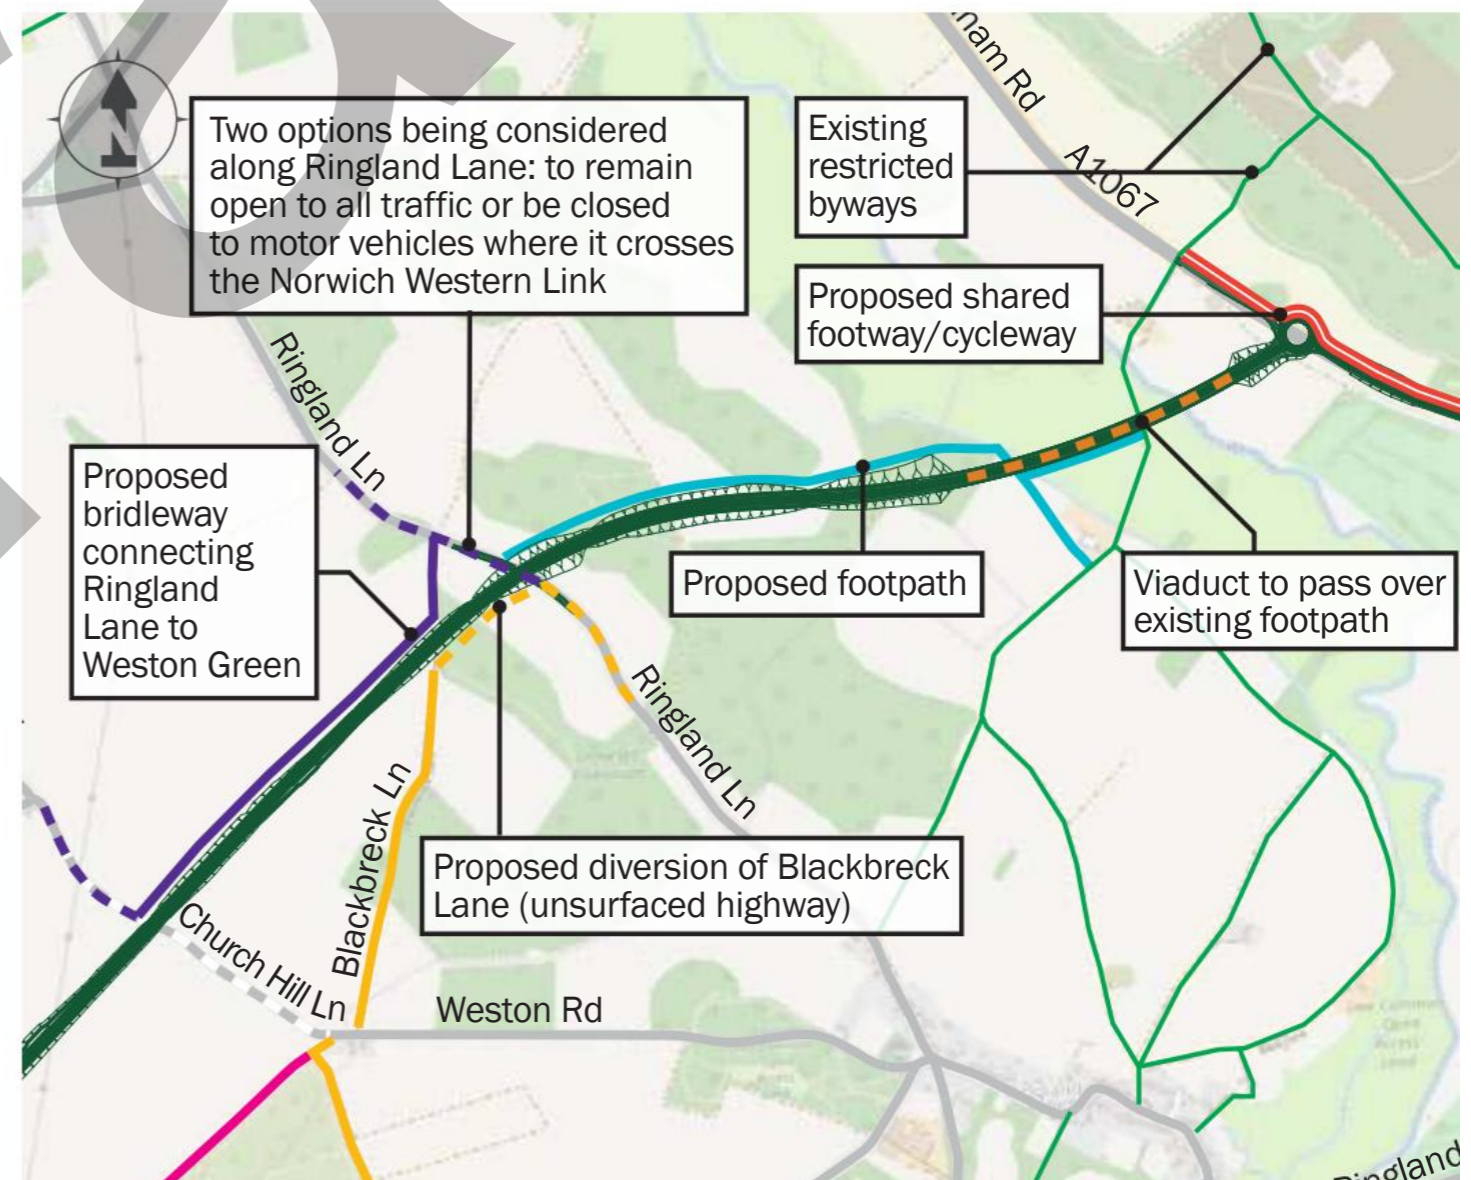 nam Rd
A1067
N
Two options being considered
along Ringland Lane: to remain
open to all traffic or be closed
to motor vehicles where it crosses
the Norwich Western Link
Existing
restricted
byways
Proposed shared
footway/cycleway
Ringland Ln
Proposed
bridleway
connecting
Ringland
Lane to
Weston Green
Proposed footpath
Viaduct to pass over
existing footpath
Ringland Ln
Blackbreck Ln
Proposed diversion of Blackbreck
Lane (unsurfaced highway)
Church Hill Ln
Weston Rd
Ringland